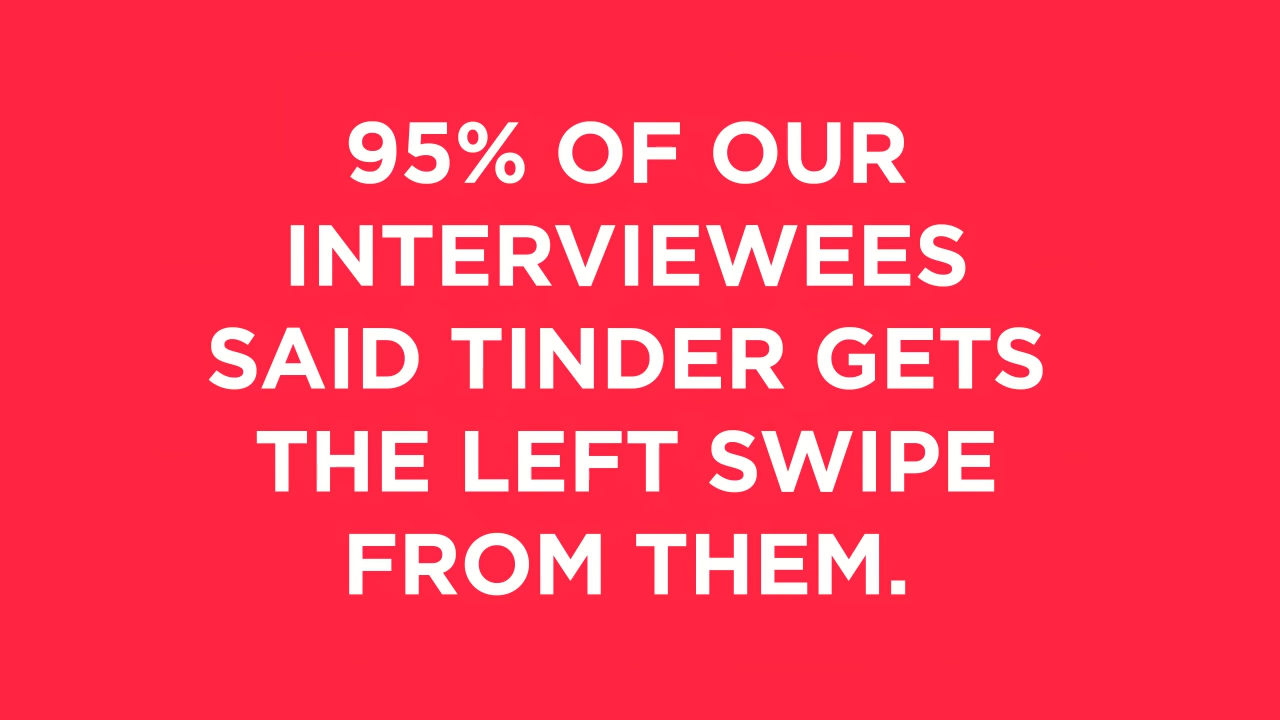 95% OF OUR
INTERVIEWEES
SAID TINDER GETS
THE LEFT SWIPE
FROM THEM.